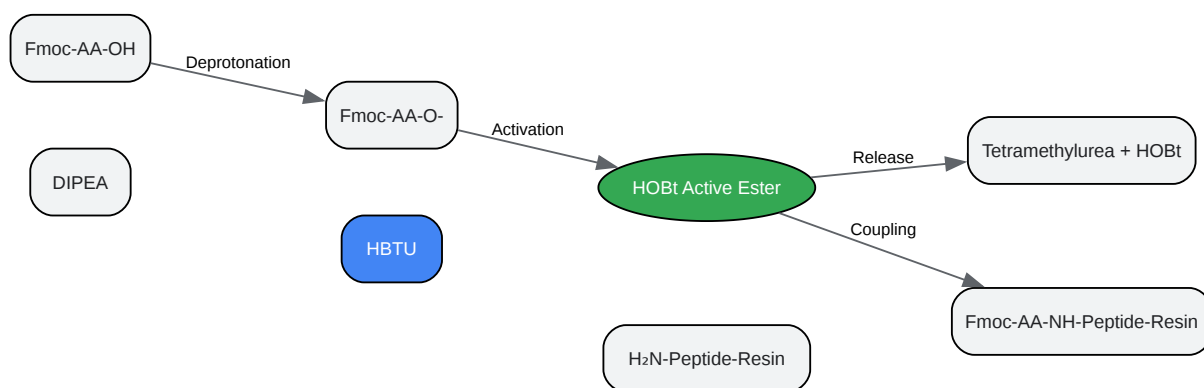 Fmoc-AA-OH
Deprotonation
Fmoc-AA-O-
Activation
DIPEA
HBTU
HOBt Active Ester
Release
Tetramethylurea + HOBt
Coupling
Fmoc-AA-NH-Peptide-Resin
H₂N-Peptide-Resin